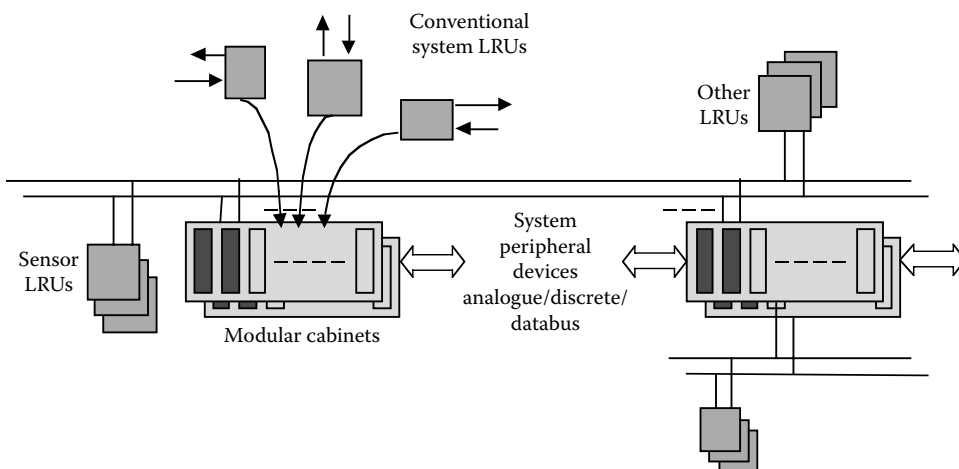 Conventional
system LRUs
Other
LRUs
Sensor
LRUs
System
peripheral
devices
analogue/discrete/
databus
Modular cabinets